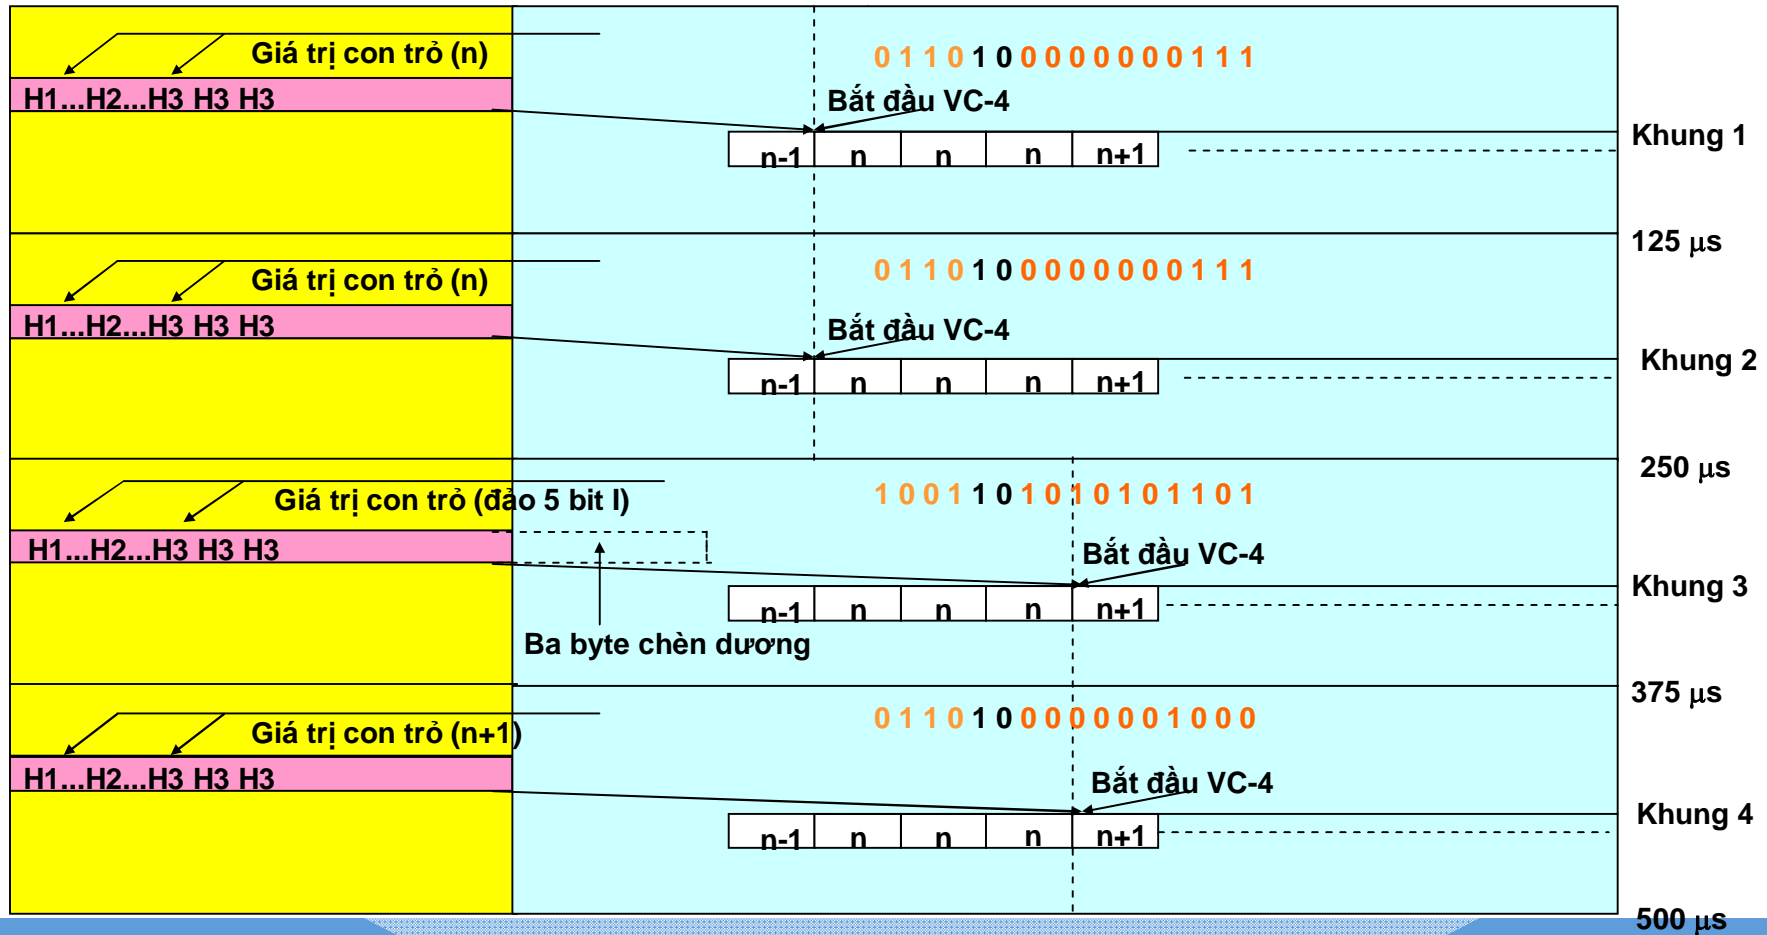 Giá trị con trỏ (n)
0 1 1 0 1 0 0 0 0 0 0 0 0 1 1 1
H1...H2...H3 H3 H3
Bắt đầu VC-4
Khung 1
n-1 n n n n+1
125 μs
Giá trị con trỏ (n)
0 1 1 0 1 0 0 0 0 0 0 0 0 1 1 1
H1...H2...H3 H3 H3
Bắt đầu VC-4
Khung 2
n-1 n n n n+1
250 μs
Giá trị con trỏ (đảo 5 bit I)
1 0 0 1 1 0 1 0 1 0 1 0 1 1 0 1
H1...H2...H3 H3 H3
Bắt đầu VC-4
Khung 3
n-1 n n n n+1
Ba byte chèn dương
375 μs
Giá trị con trỏ (n+1)
0 1 1 0 1 0 0 0 0 0 0 0 1 0 0 0
H1...H2...H3 H3 H3
Bắt đầu VC-4
Khung 4
n-1 n n n n+1
500 μs